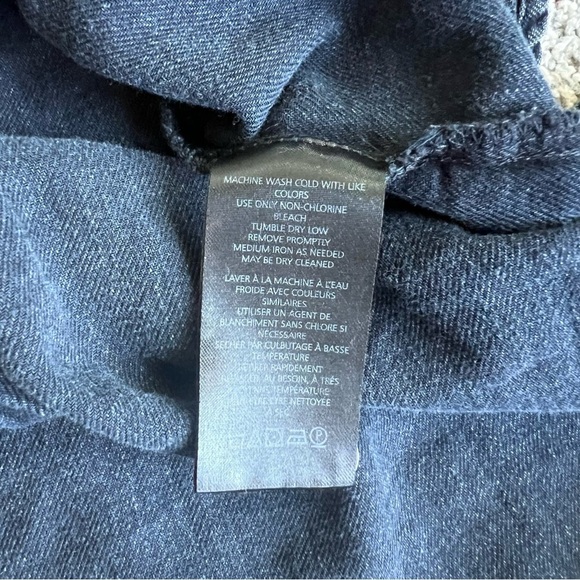 MACHINE WASH COLD WITH LIKE
COLORS
USE ONLY NON-CHLORINE
BLEACH
TUMBLE DRY LOW
REMOVE PROMPTLY
MEDIUM IRON AS NEEDED
MAY BE DRY CLEANED
LAVER À LA MACHINE À L'EAU
FROIDE AVEC COULEURS
SIMILAIRES
UTILISER UN AGENT DE
BLANCHIMENT SANS CHLORE SI
NÉCESSAIRE
SÉCHER PAR CULBUTAGE À BASSE
TEMPÉRATURE
RAPIDEMENT
AU BESOIN, À TRÈS
TEMPÉRATURE
NETTOYÉE
À
P